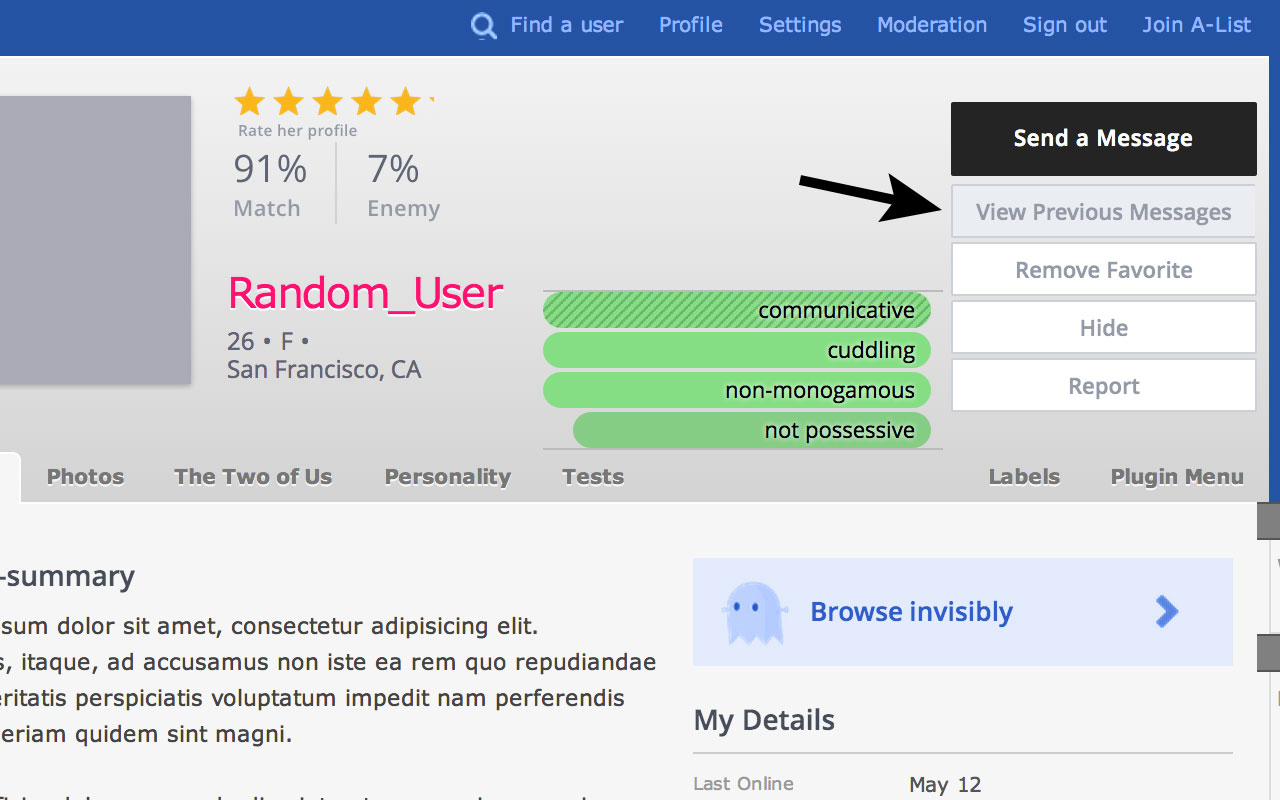 Find a user Profile Settings Moderation Sign out Join A-List
Rate her profile
91% 7%
Match Enemy
Send a Message
View Previous Messages
Remove Favorite
Hide
Report
Random_User
26 • F •
San Francisco, CA
communicative
cuddling
non-monogamous
not possessive
Photos The Two of Us Personality Tests Labels Plugin Menu
-summary
sum dolor sit amet, consectetur adipisicing elit.
s, itaque, ad accusamus non iste ea rem quo repudiandae
eritatis perspiciatis voluptatum impedit nam perferendis
eriam quidem sint magni.
Browse invisibly
My Details
Last Online May 12